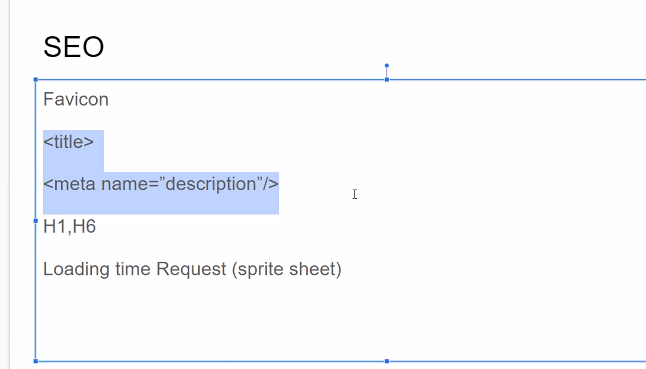 SEO
Favicon
<title>
<meta name=”description”/>
H1,H6
Loading time Request (sprite sheet)